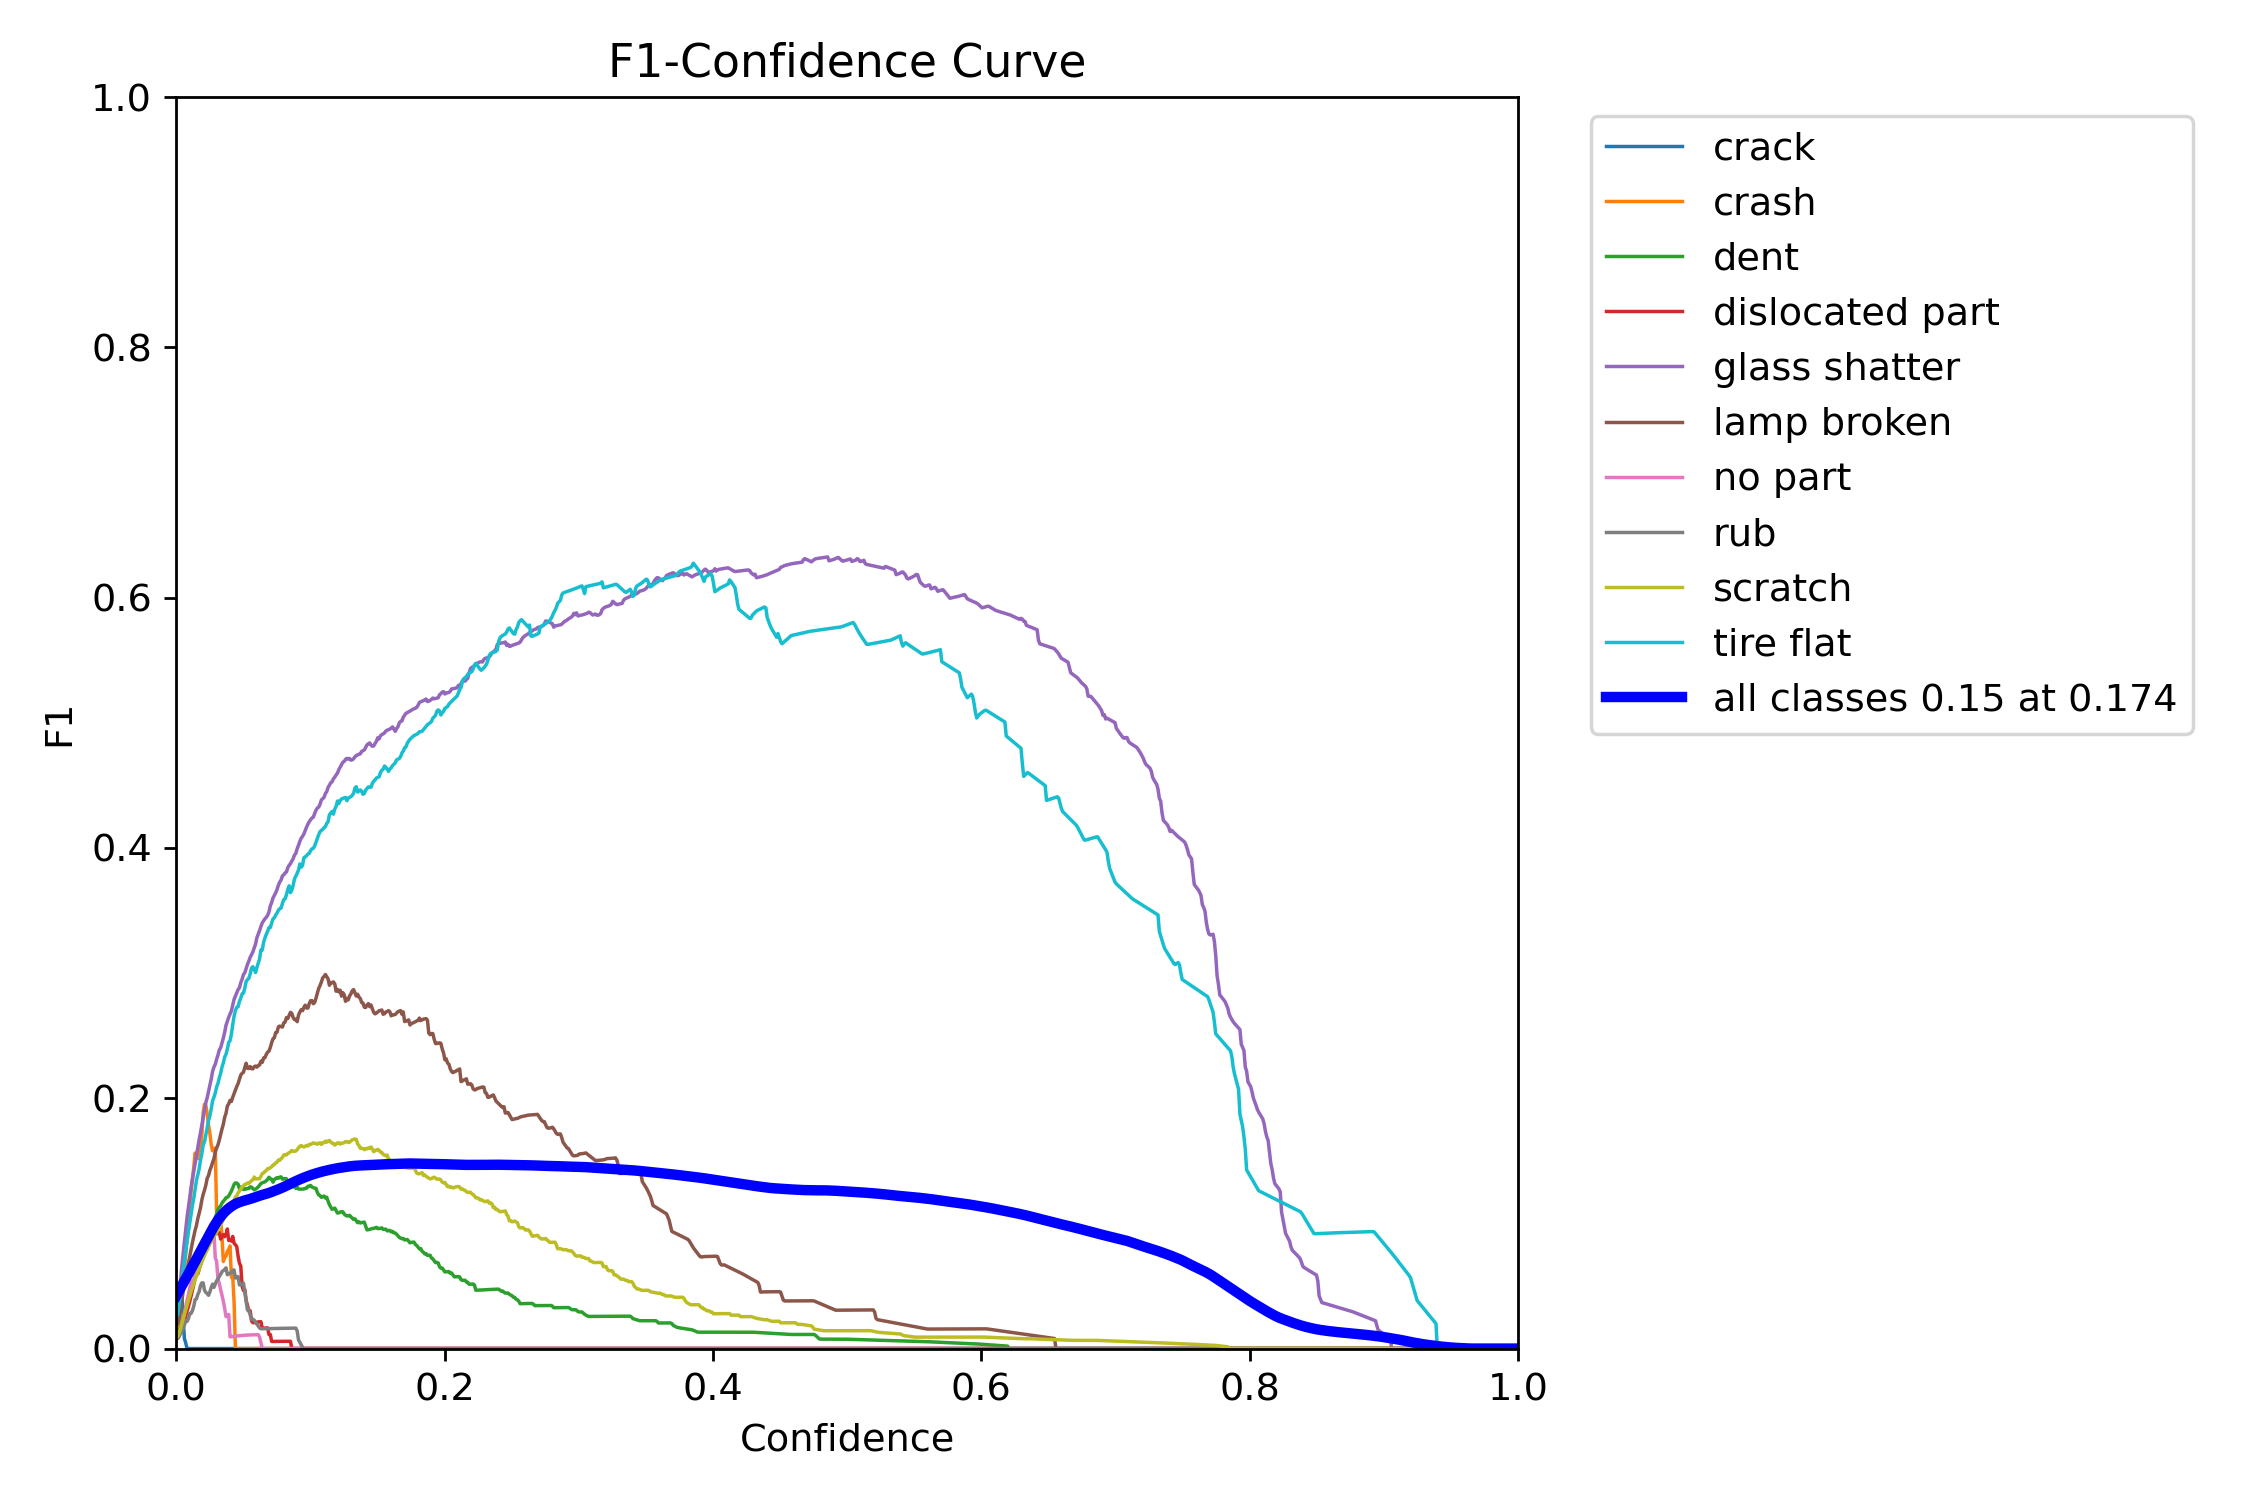 F1-Confidence Curve
1.0
0.8
0.6
0.4
0.2
0.0
F1
0.0 0.2 0.4 0.6 0.8 1.0
Confidence
crack
crash
dent
dislocated part
glass shatter
lamp broken
no part
rub
scratch
tire flat
all classes 0.15 at 0.174